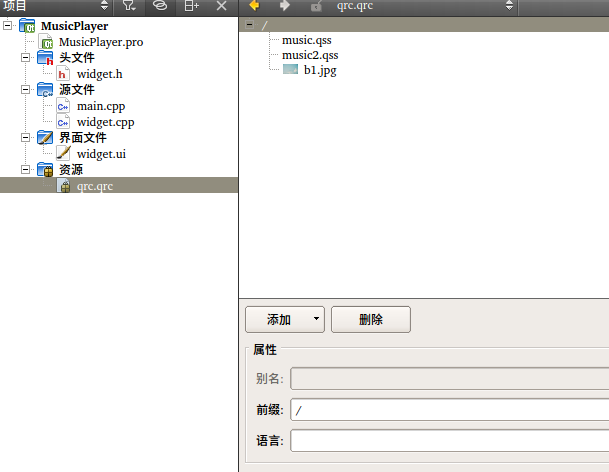 项目
qrc.qrc
MusicPlayer
MusicPlayer.pro
头文件
widget.h
源文件
main.cpp
widget.cpp
界面文件
widget.ui
资源
qrc.qrc
/
music.qss
music2.qss
b1.jpg
添加
删除
属性
别名:
前缀: /
语言: